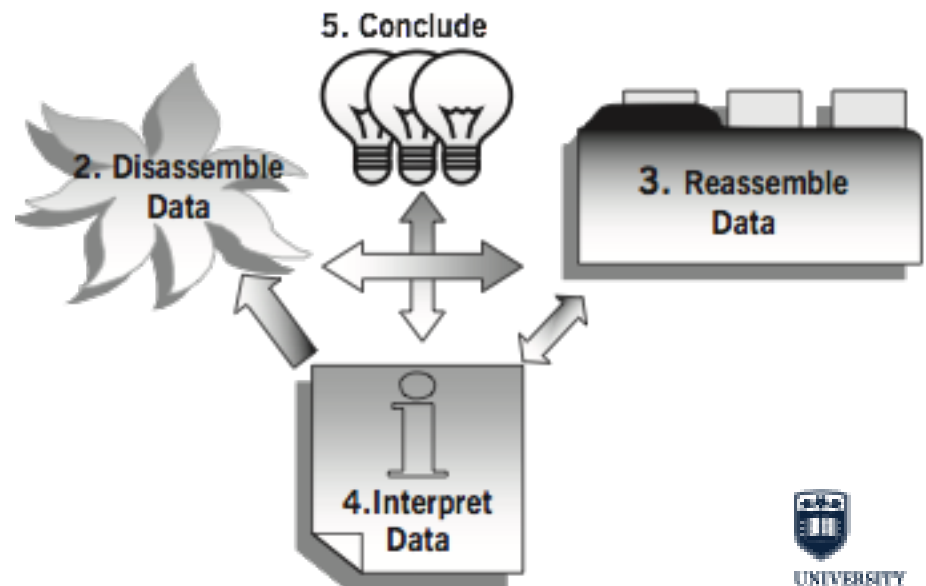 5. Conclude
2. Disassemble
Data
3. Reassemble
Data
4.Interpret
Data
UNIVERSITY